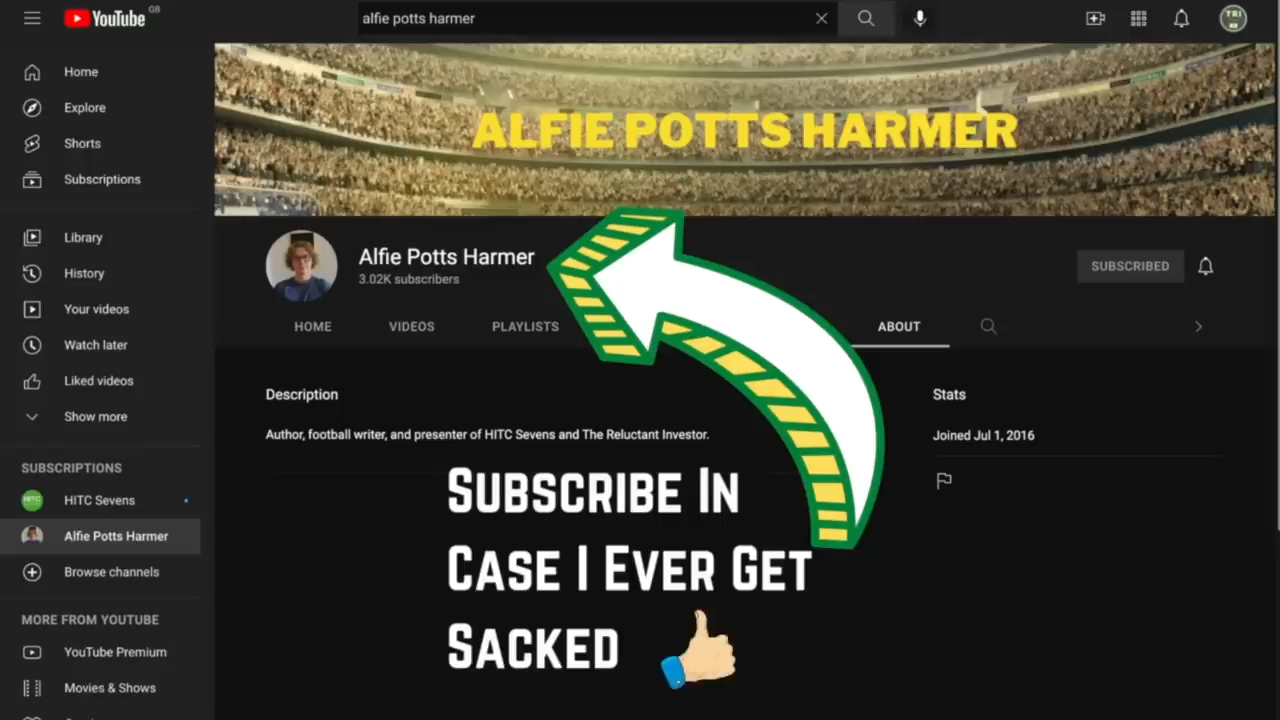 YouTube GB
alfie potts harmer
TRI
Home
Explore
Shorts
Subscriptions
Library
History
Your videos
Watch later
Liked videos
Show more
SUBSCRIPTIONS
HITC HITC Sevens
Alfie Potts Harmer
Browse channels
MORE FROM YOUTUBE
YouTube Premium
Movies & Shows
ALFIE POTTS HARMER
Alfie Potts Harmer
3.02K subscribers
SUBSCRIBED
HOME VIDEOS PLAYLISTS ABOUT
Description
Author, football writer, and presenter of HITC Sevens and The Reluctant Investor.
Stats
Joined Jul 1, 2016
SUBSCRIBE IN
CASE I EVER GET
SACKED